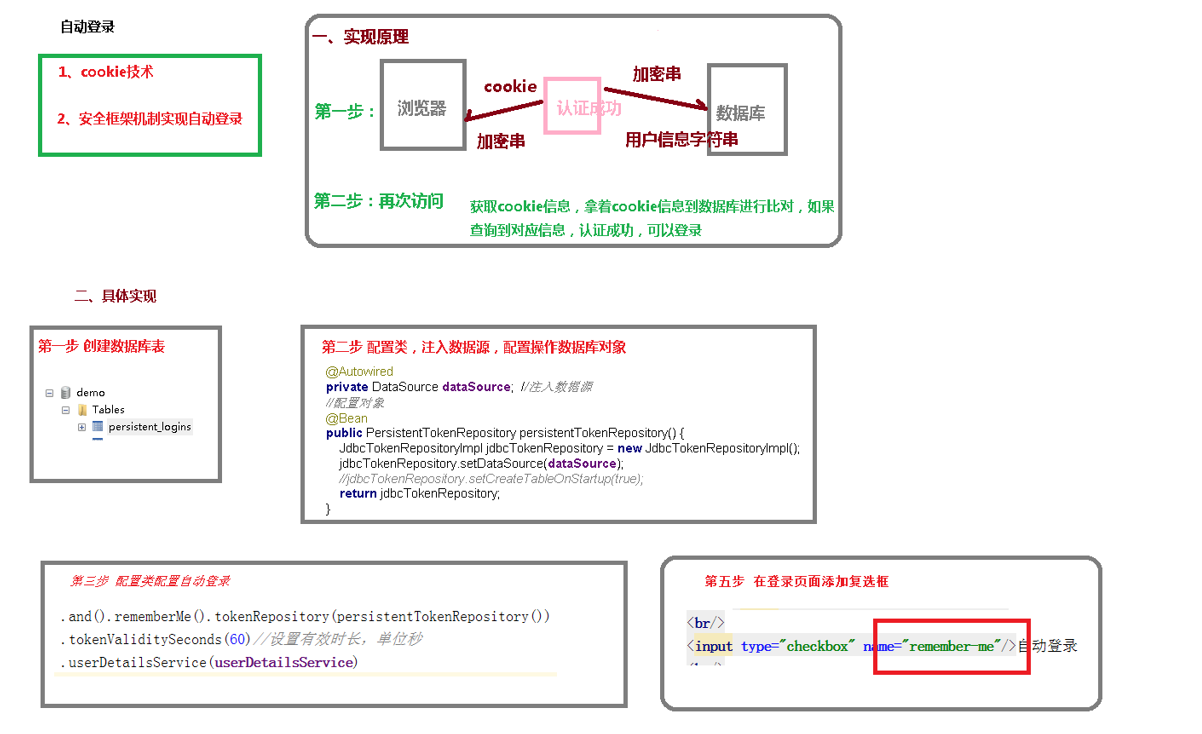 自动登录
1、cookie技术
2、安全框架机制实现自动登录
一、实现原理
第一步：
浏览器
cookie
加密串
认证成功
加密串
用户信息字符串
数据库
第二步：再次访问
获取cookie信息，拿着cookie信息到数据库进行比对，如果
查询到对应信息，认证成功，可以登录
二、具体实现
第一步 创建数据库表
demo
Tables
persistent_logins
第二步 配置类，注入数据源，配置操作数据库对象
@Autowired
private DataSource dataSource; //注入数据源
//配置对象
@Bean
public PersistentTokenRepository persistentTokenRepository() {
JdbcTokenRepositoryImpl jdbcTokenRepository = new JdbcTokenRepositoryImpl();
jdbcTokenRepository.setDataSource(dataSource);
//jdbcTokenRepository.setCreateTableOnStartup(true);
return jdbcTokenRepository;
}
第三步 配置类配置自动登录
.and().rememberMe().tokenRepository(persistentTokenRepository())
.tokenValiditySeconds(60)//设置有效时长，单位秒
.userDetailsService(userDetailsService)
第五步 在登录页面添加复选框
<br/>
<input type="checkbox" name="remember-me"/>自动登录